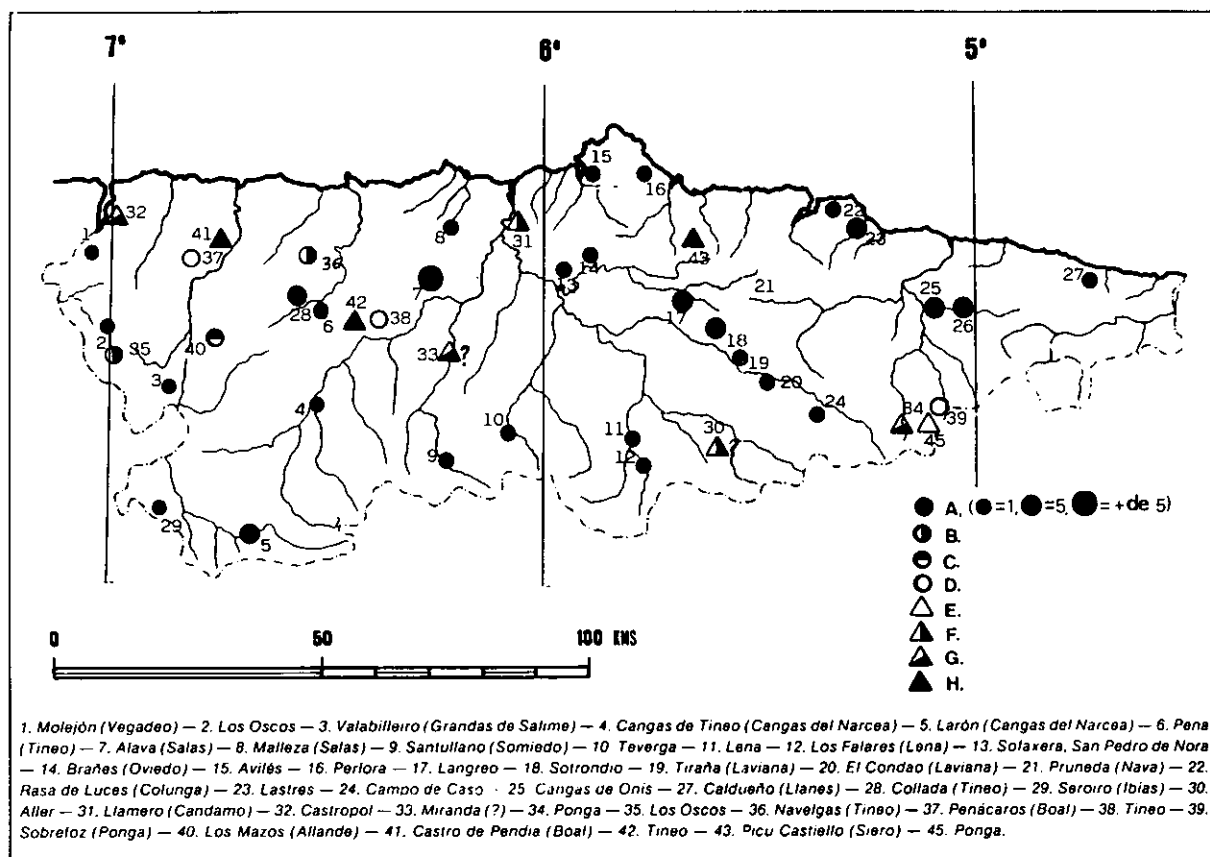 7° 6° 5°
15
16
32
22
1
41
8
31
23
37
36
14
43
13
27
7
21
25
28
6
42
38
17
26
2
35
40
18
33 ?
19
3
20
4
24
34
39
10
30 ?
45
11
9
12
29
5
A. (●=1, ●=5, ●=+de 5)
B.
C.
D.
E.
F.
G.
H.
0 50 100 KMS
1. Molejón (Vegadeo) — 2. Los Oscos — 3. Valabilleiro (Grandas de Salime) — 4. Cangas de Tineo (Cangas del Narcea) — 5. Larón (Cangas del Narcea) — 6. Pena
(Tineo) — 7. Alava (Salas) — 8. Malleza (Salas) — 9. Santullano (Somiedo) — 10 Teverga — 11. Lena — 12. Los Felares (Lena) — 13. Solaxera, San Pedro de Nora
— 14. Brañes (Oviedo) — 15. Avilés — 16. Perlora — 17. Langreo — 18. Sotrondio — 19. Tiraña (Laviana) — 20. El Condao (Laviana) — 21. Pruneda (Nava) — 22.
Rasa de Luces (Colunga) — 23. Lastres — 24. Campo de Caso - 25 Cangas de Onís — 27. Caldueño (Llanes) — 28. Collada (Tineo) — 29. Seroiro (Ibias) — 30.
Aller — 31. Llamero (Candamo) — 32. Castropol — 33. Miranda (?) — 34. Ponga — 35. Los Oscos — 36. Navelgas (Tineo) — 37. Penácaros (Boal) — 38. Tineo — 39.
Sobrefoz (Ponga) — 40. Los Mazos (Allande) — 41. Castro de Pendia (Boal) — 42. Tineo — 43. Picu Castiello (Siero) — 45. Ponga.